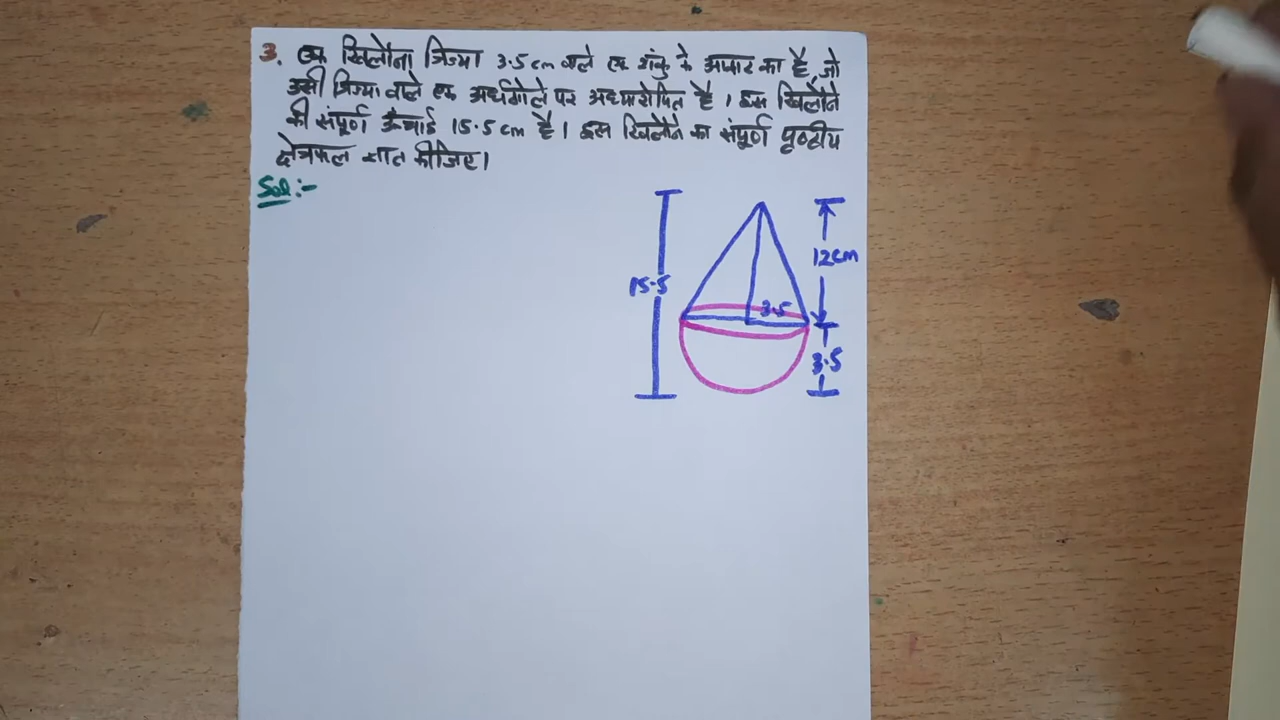 3. एक खिलौना त्रिज्या 3.5 cm वाले एक शंकु के आकार का है, जो
उसी त्रिज्या वाले एक अर्धगोले पर अध्यारोपित है। इस खिलौने
की संपूर्ण ऊँचाई 15.5 cm है। इस खिलौने का संपूर्ण पृष्ठीय
क्षेत्रफल ज्ञात कीजिए।
Sol:-
12cm
15.5
3.5
3.5